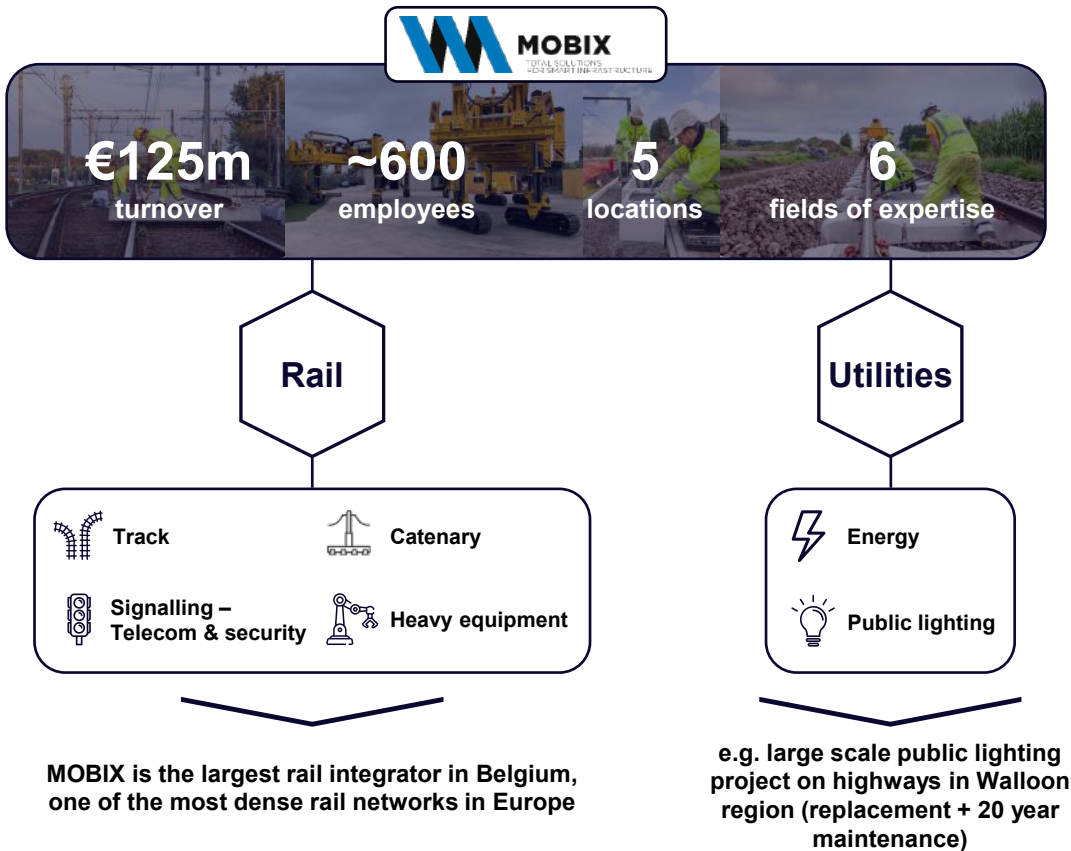 MOBIX
TOTAL SOLUTIONS
FOR SMART INFRASTRUCTURE
€125m
turnover
~600
employees
5
locations
6
fields of expertise
Rail
Utilities
Track
Catenary
Signalling –
Telecom & security
Heavy equipment
Energy
Public lighting
MOBIX is the largest rail integrator in Belgium,
one of the most dense rail networks in Europe
e.g. large scale public lighting
project on highways in Walloon
region (replacement + 20 year
maintenance)